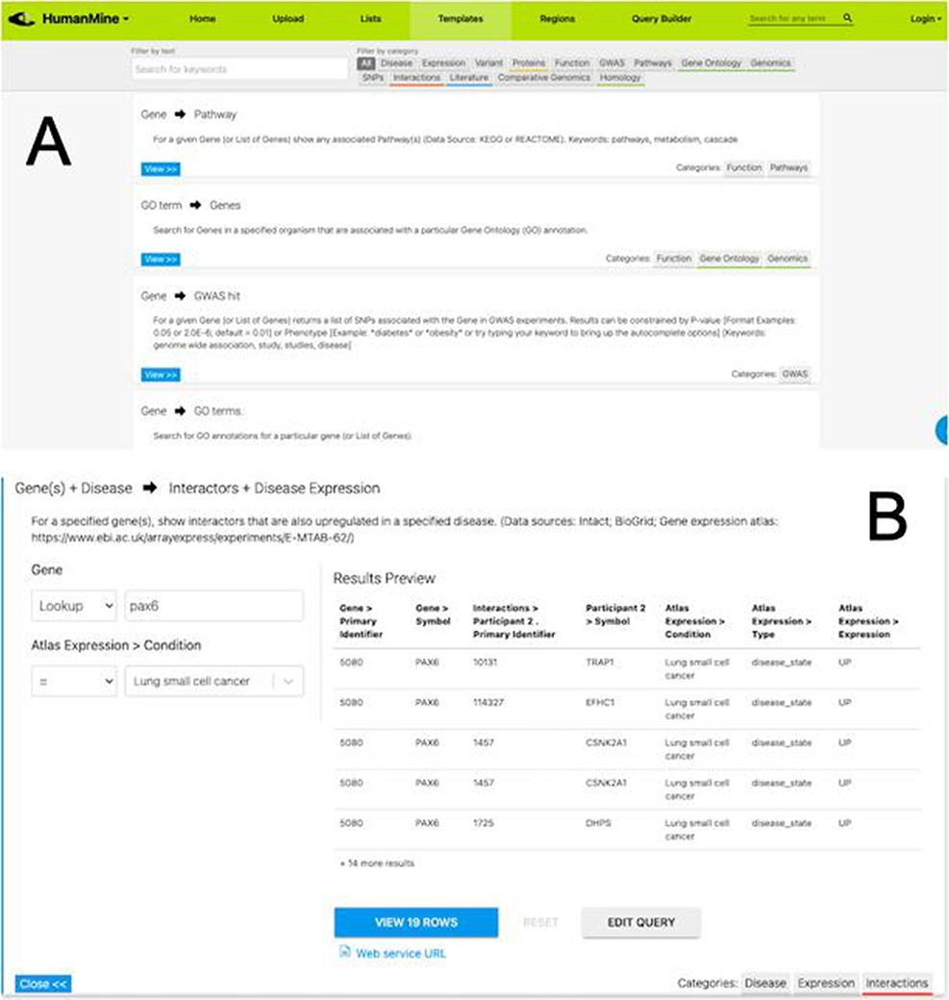 HumanMine
Home Upload Lists Templates Regions Query Builder Search for any term Login
Filter by text
Search for keywords
Filter by category
All Disease Expression Variant Proteins Function GWAS Pathways Gene Ontology Genomics
SNPs Interactions Literature Comparative Genomics Homology
A
Gene ➡ Pathway
For a given Gene (or List of Genes) show any associated Pathway(s) (Data Source: KEGG or REACTOME). Keywords: pathways, metabolism, cascade
View >>
Categories: Function Pathways
GO term ➡ Genes
Search for Genes in a specified organism that are associated with a particular Gene Ontology (GO) annotation.
View >>
Categories: Function Gene Ontology Genomics
Gene ➡ GWAS hit
For a given Gene (or List of Genes) returns a list of SNPs associated with the Gene in GWAS experiments. Results can be constrained by P-value [Format Examples:
0.05 or 2.0E-6; default = 0.01] or Phenotype [Example: *diabetes* or *obesity* or try typing your keyword to bring up the autocomplete options] [Keywords:
genome wide association, study, studies, disease]
View >>
Categories: GWAS
Gene ➡ GO terms.
Search for GO annotations for a particular gene (or List of Genes).
B
Gene(s) + Disease ➡ Interactors + Disease Expression
For a specified gene(s), show interactors that are also upregulated in a specified disease. (Data sources: Intact; BioGrid; Gene expression atlas:
https://www.ebi.ac.uk/arrayexpress/experiments/E-MTAB-62/)
Gene
Lookup pax6
Atlas Expression > Condition
= Lung small cell cancer
Results Preview
Gene > Primary Identifier Gene > Symbol Interactions > Participant 2 . Primary Identifier Participant 2 > Symbol Atlas Expression > Condition Atlas Expression > Type Atlas Expression > Expression
5080 PAX6 10131 TRAP1 Lung small cell cancer disease_state UP
5080 PAX6 114327 EFHC1 Lung small cell cancer disease_state UP
5080 PAX6 1457 CSNK2A1 Lung small cell cancer disease_state UP
5080 PAX6 1457 CSNK2A1 Lung small cell cancer disease_state UP
5080 PAX6 1725 DHPS Lung small cell cancer disease_state UP
+ 14 more results
VIEW 19 ROWS RESET EDIT QUERY
Web service URL
Close <<
Categories: Disease Expression Interactions